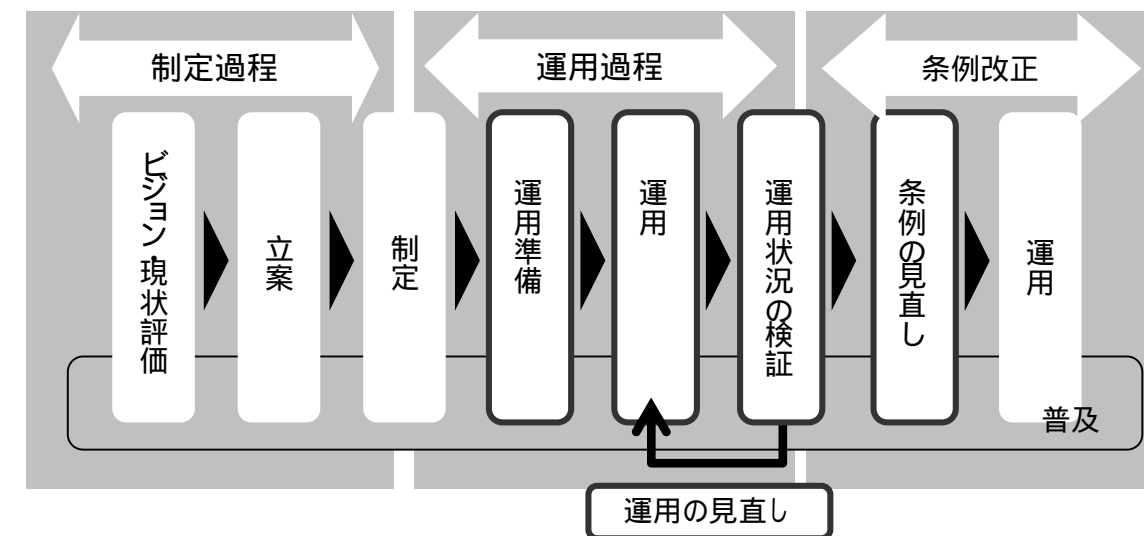 制定過程
運用過程
条例改正
ビジョン・現状評価
立案
制定
運用準備
運用
運用状況の検証
条例の見直し
運用
普及
運用の見直し